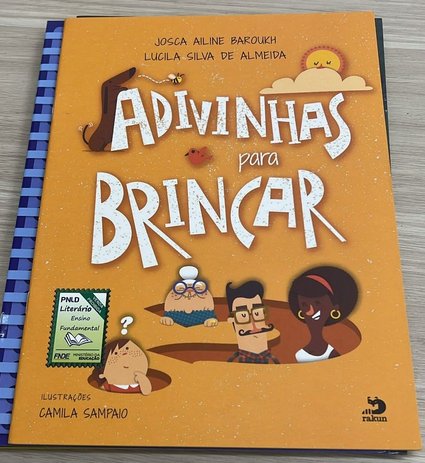 JOSCA AILINE BAROUKH
LUCILA SILVA DE ALMEIDA
ADIVINHAS
para
BRINCAR
PNLD
Literário
Ensino
Fundamental
FNDE MINISTÉRIO DA
EDUCAÇÃO
?
ILUSTRAÇÕES
CAMILA SAMPAIO
rakun